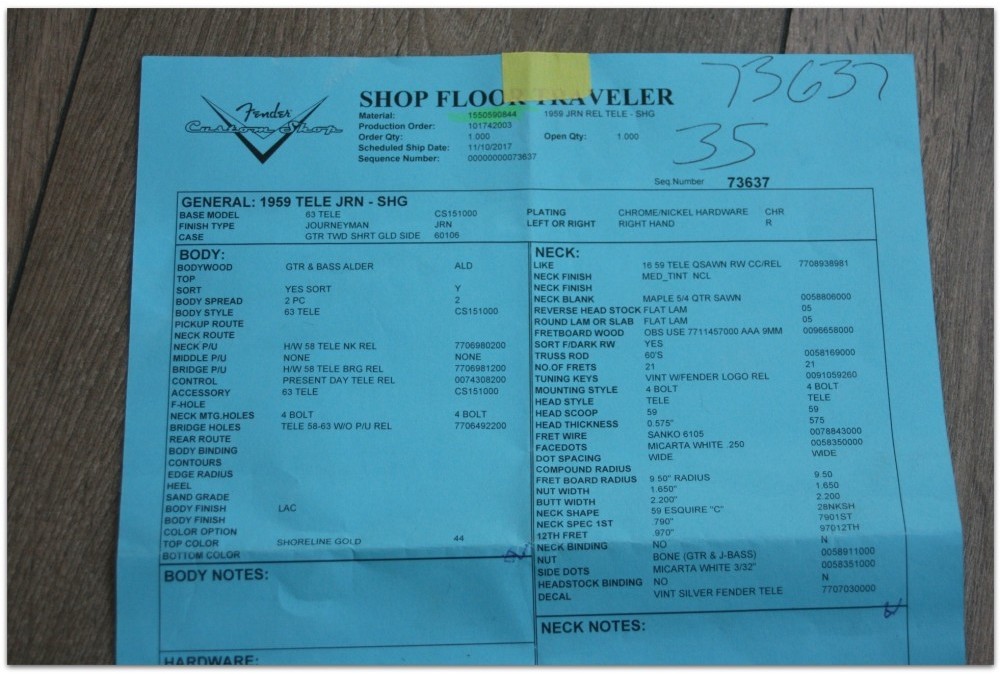 Fender
Custom Shop
SHOP FLOOR TRAVELER
73637
35
Material: 1550590844 1959 JRN REL TELE - SHG
Production Order: 101742003
Order Qty: 1.000 Open Qty: 1.000
Scheduled Ship Date: 11/10/2017
Sequence Number: 00000000073637
Seq.Number 73637
GENERAL: 1959 TELE JRN - SHG
BASE MODEL 63 TELE CS151000 PLATING CHROME/NICKEL HARDWARE CHR
FINISH TYPE JOURNEYMAN JRN LEFT OR RIGHT RIGHT HAND R
CASE GTR TWD SHRT GLD SIDE 60106
BODY:
BODYWOOD GTR & BASS ALDER ALD
TOP
SORT YES SORT Y
BODY SPREAD 2 PC 2
BODY STYLE 63 TELE CS151000
PICKUP ROUTE
NECK ROUTE
NECK P/U H/W 58 TELE NK REL 7706980200
MIDDLE P/U NONE NONE
BRIDGE P/U H/W 58 TELE BRG REL 7706981200
CONTROL PRESENT DAY TELE REL 0074308200
ACCESSORY 63 TELE CS151000
F-HOLE
NECK MTG.HOLES 4 BOLT 4 BOLT
BRIDGE HOLES TELE 58-63 W/O P/U REL 7706492200
REAR ROUTE
BODY BINDING
CONTOURS
EDGE RADIUS
HEEL
SAND GRADE
BODY FINISH LAC
BODY FINISH
COLOR OPTION
TOP COLOR SHORELINE GOLD 44
BOTTOM COLOR
BODY NOTES:
HARDWARE:
NECK:
LIKE 16 59 TELE QSAWN RW CC/REL 7708938981
NECK FINISH MED_TINT NCL
NECK FINISH
NECK BLANK MAPLE 5/4 QTR SAWN 0058806000
REVERSE HEAD STOCK FLAT LAM 05
ROUND LAM OR SLAB FLAT LAM 05
FRETBOARD WOOD OBS USE 7711457000 AAA 9MM 0096658000
SORT F/DARK RW YES
TRUSS ROD 60'S 0058169000
NO.OF FRETS 21 21
TUNING KEYS VINT W/FENDER LOGO REL 0091059260
MOUNTING STYLE 4 BOLT 4 BOLT
HEAD STYLE TELE TELE
HEAD SCOOP 59 59
HEAD THICKNESS 0.575" 575
FRET WIRE SANKO 6105 0078843000
FACEDOTS MICARTA WHITE .250 0058350000
DOT SPACING WIDE WIDE
COMPOUND RADIUS
FRET BOARD RADIUS 9.50" RADIUS 9.50
NUT WIDTH 1.650" 1.650
BUTT WIDTH 2.200" 2.200
NECK SHAPE 59 ESQUIRE "C" 28NKSH
NECK SPEC 1ST .790" 7901ST
12TH FRET .970" 97012TH
NECK BINDING NO N
NUT BONE (GTR & J-BASS) 0058911000
SIDE DOTS MICARTA WHITE 3/32" 0058351000
HEADSTOCK BINDING NO N
DECAL VINT SILVER FENDER TELE 7707030000
NECK NOTES: